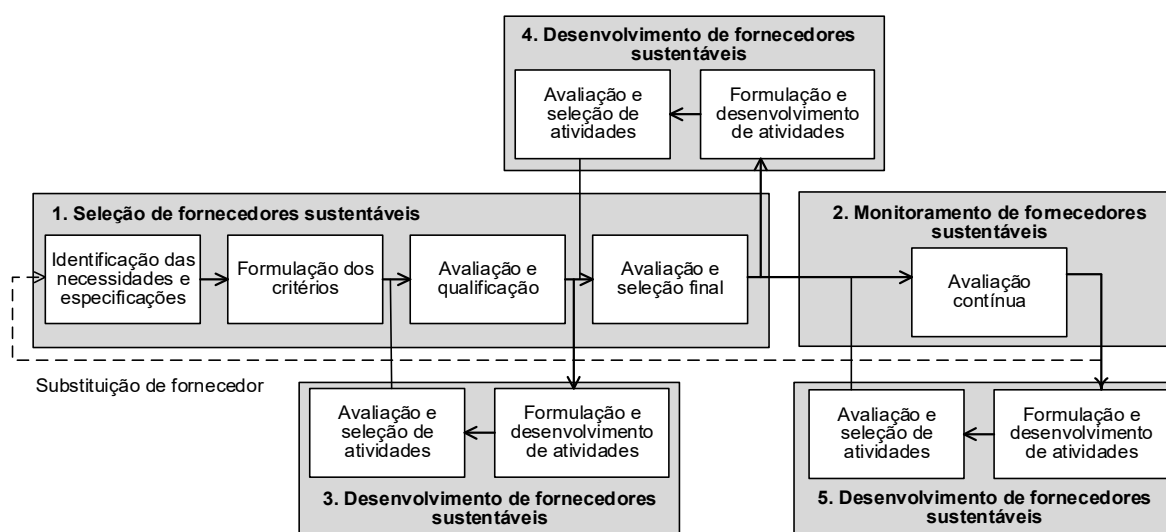 4. Desenvolvimento de fornecedores
sustentáveis
Avaliação e
seleção de
atividades
Formulação e
desenvolvimento
de atividades
1. Seleção de fornecedores sustentáveis
Identificação das
necessidades e
especificações
Formulação dos
critérios
Avaliação e
qualificação
Avaliação e
seleção final
2. Monitoramento de fornecedores
sustentáveis
Avaliação
contínua
Substituição de fornecedor
Avaliação e
seleção de
atividades
Formulação e
desenvolvimento
de atividades
3. Desenvolvimento de fornecedores
sustentáveis
Avaliação e
seleção de
atividades
Formulação e
desenvolvimento
de atividades
5. Desenvolvimento de fornecedores
sustentáveis